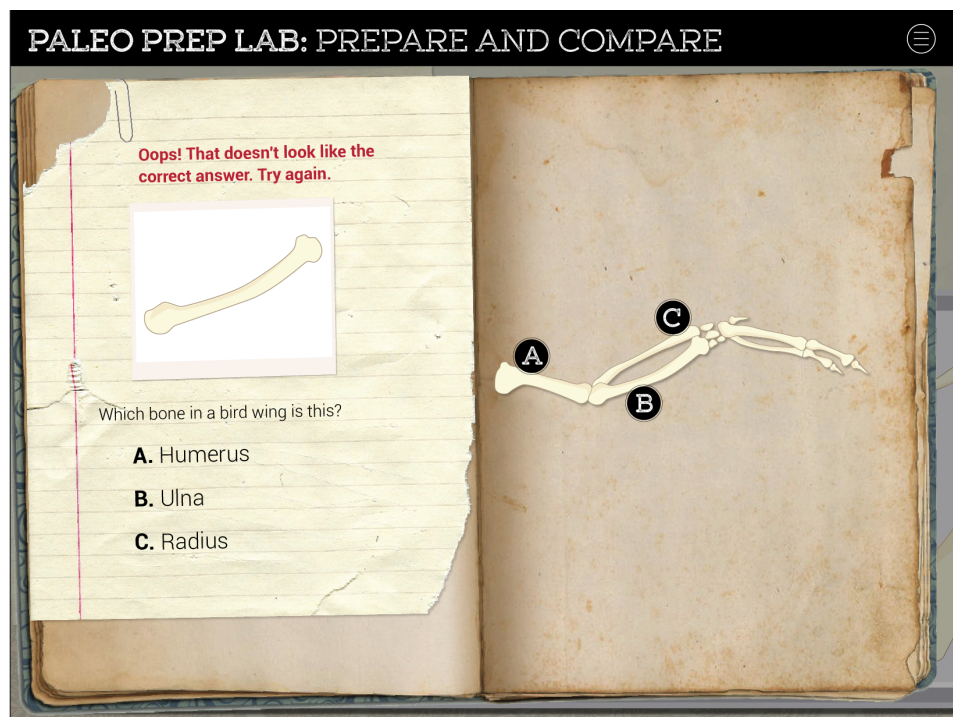 PALEO PREP LAB: PREPARE AND COMPARE
Oops! That doesn't look like the
correct answer. Try again.
Which bone in a bird wing is this?
A. Humerus
B. Ulna
C. Radius
A
C
B